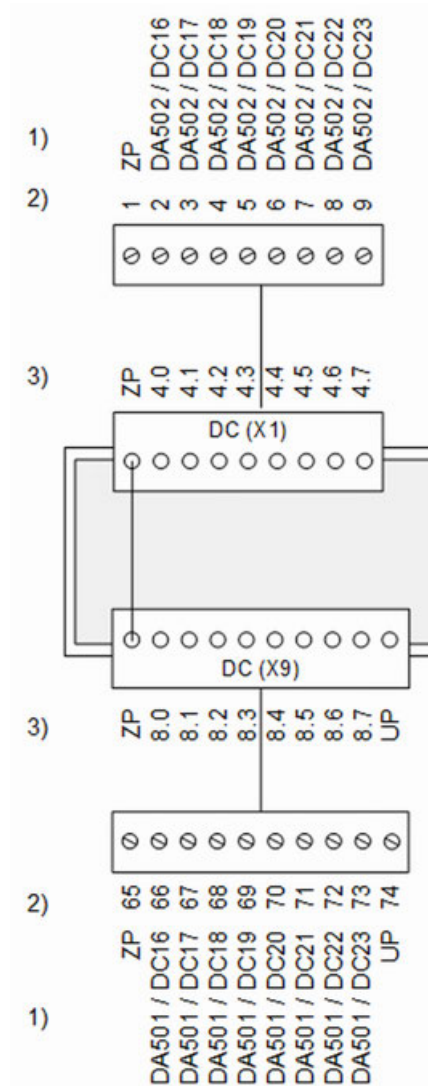 1) ZP DA502 / DC16 DA502 / DC17 DA502 / DC18 DA502 / DC19 DA502 / DC20 DA502 / DC21 DA502 / DC22 DA502 / DC23
2) 1 2 3 4 5 6 7 8 9
3) ZP 4.0 4.1 4.2 4.3 4.4 4.5 4.6 4.7
DC (X1)
DC (X9)
3) ZP 8.0 8.1 8.2 8.3 8.4 8.5 8.6 8.7 UP
2) 65 66 67 68 69 70 71 72 73 74
1) ZP DA501 / DC16 DA501 / DC17 DA501 / DC18 DA501 / DC19 DA501 / DC20 DA501 / DC21 DA501 / DC22 DA501 / DC23 UP